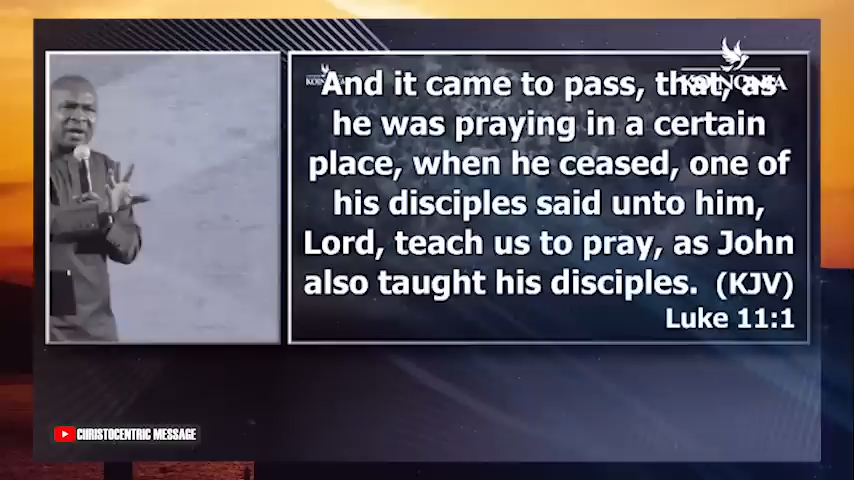 KOINONIA
And it came to pass, that, as
he was praying in a certain
place, when he ceased, one of
his disciples said unto him,
Lord, teach us to pray, as John
also taught his disciples. (KJV)
Luke 11:1
CHRISTOCENTRIC MESSAGE